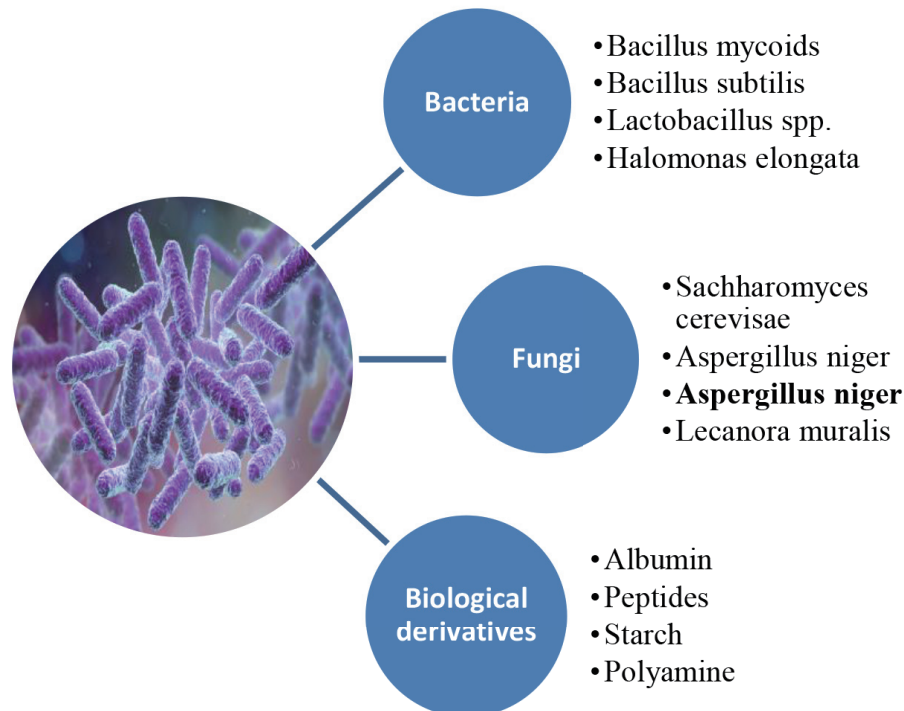 Bacteria
•Bacillus mycoids
•Bacillus subtilis
•Lactobacillus spp.
•Halomonas elongata
Fungi
•Sachharomyces
cerevisae
•Aspergillus niger
•Aspergillus niger
•Lecanora muralis
Biological
derivatives
•Albumin
•Peptides
•Starch
•Polyamine